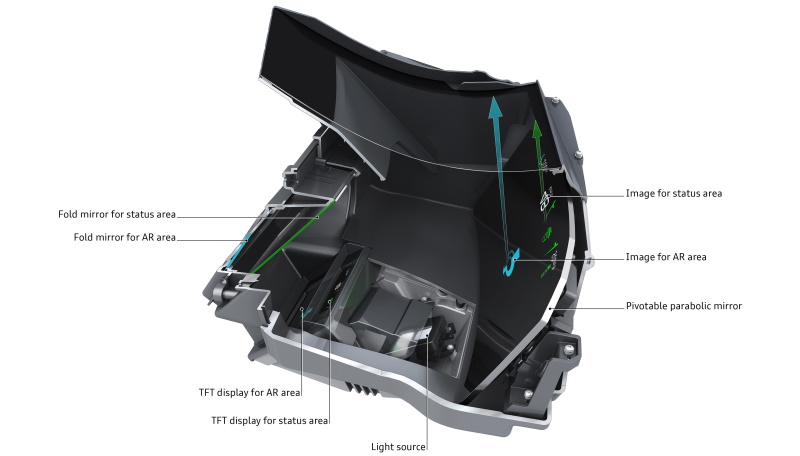 Image for status area
Fold mirror for status area
Fold mirror for AR area
Image for AR area
Pivotable parabolic mirror
TFT display for AR area
TFT display for status area
Light source